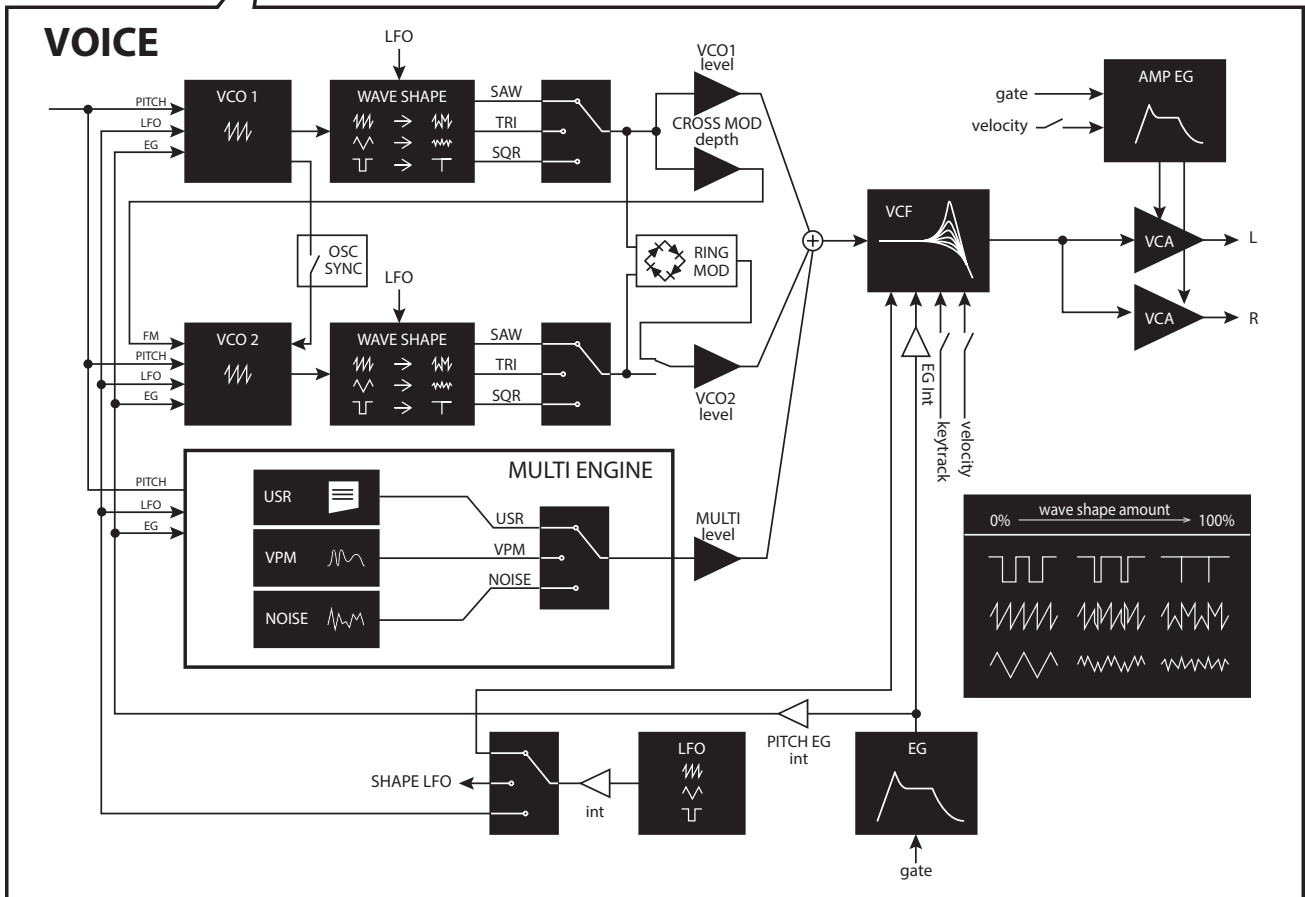 VOICE
LFO
VCO1
level
PITCH
LFO
EG
VCO 1
WAVE SHAPE
SAW
TRI
SQR
CROSS MOD
depth
gate
velocity
AMP EG
OSC
SYNC
RING
MOD
VCF
VCA
L
VCA
R
LFO
FM
PITCH
LFO
EG
VCO 2
WAVE SHAPE
SAW
TRI
SQR
VCO2
level
EG Int
keytrack
velocity
MULTI ENGINE
PITCH
LFO
EG
USR
VPM
NOISE
USR
VPM
NOISE
MULTI
level
wave shape amount
0%
100%
PITCH EG
int
SHAPE LFO
int
LFO
EG
gate